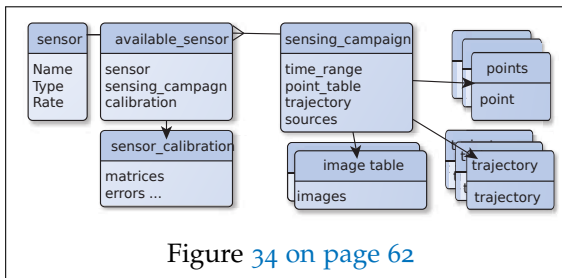 sensor
Name
Type
Rate
available_sensor
sensor
sensing_campagn
calibration
sensor_calibration
matrices
errors ...
sensing_campaign
time_range
point_table
trajectory
sources
image table
images
points
point
trajectory
trajectory
Figure 34 on page 62